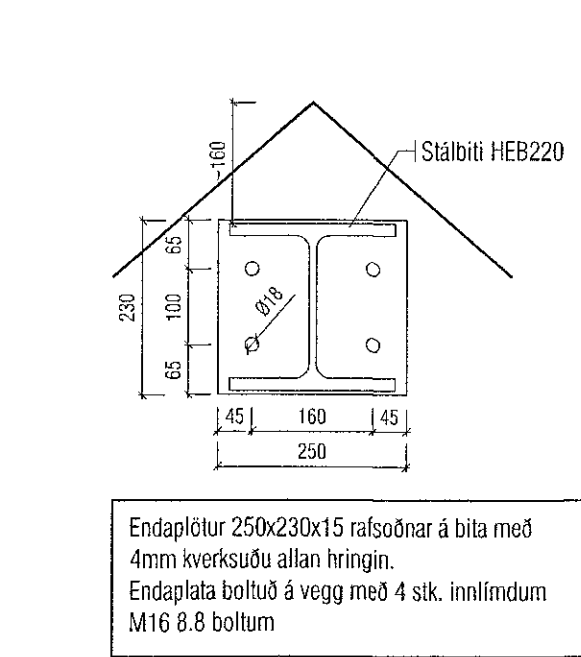 ~160
Stálbiti HEB220
65
230
100
Ø18
65
45
160
45
250
Endaplötur 250x230x15 rafsoðnar á bita með
4mm kverksuðu allan hringin.
Endaplata boltuð á vegg með 4 stk. innlímdum
M16 8.8 boltum